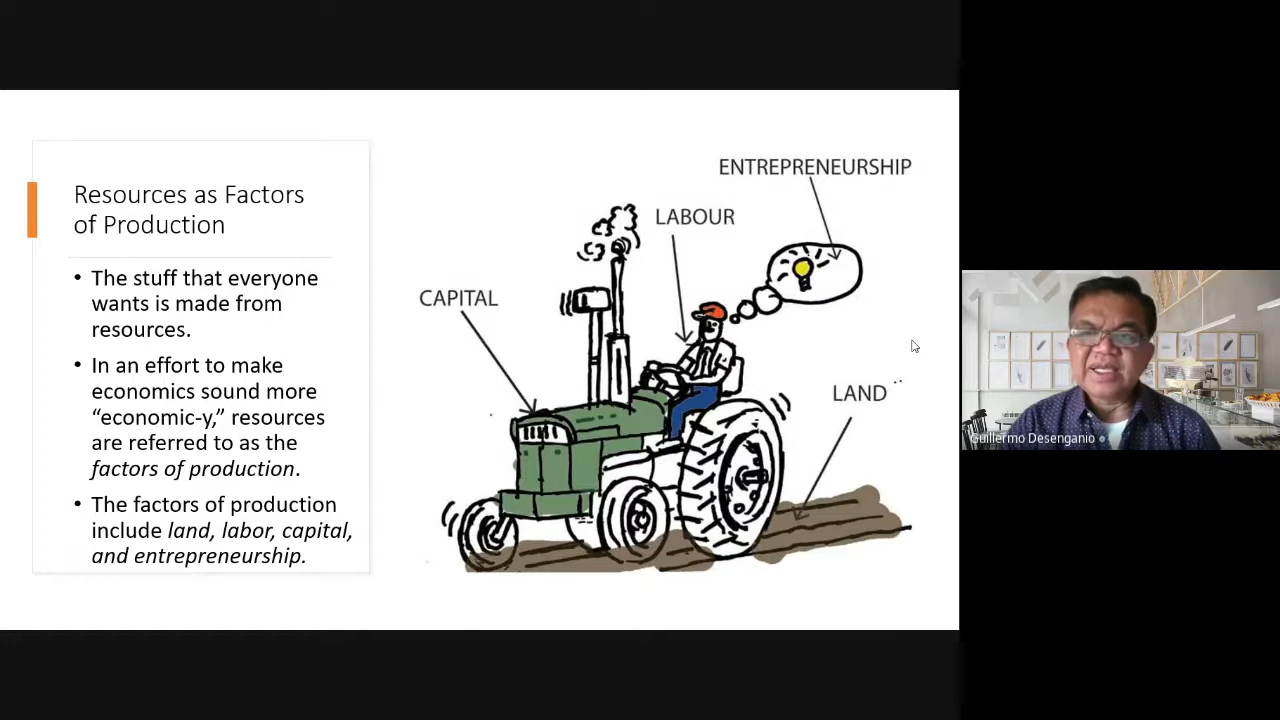 Resources as Factors
of Production
• The stuff that everyone
wants is made from
resources.
• In an effort to make
economics sound more
“economic-y,” resources
are referred to as the
factors of production.
• The factors of production
include land, labor, capital,
and entrepreneurship.
ENTREPRENEURSHIP
LABOUR
CAPITAL
LAND
Guillermo Desenganio